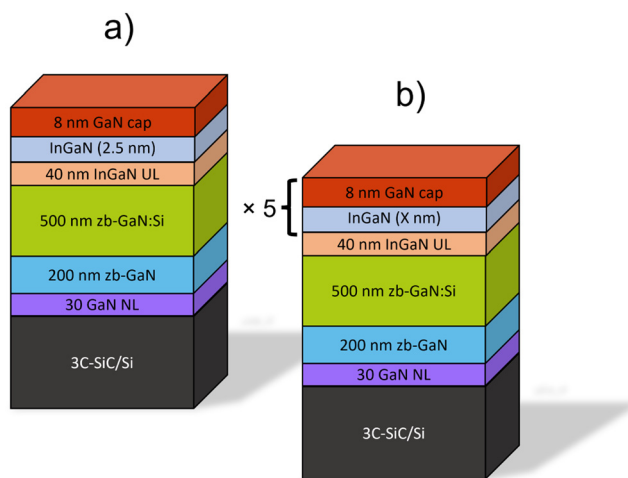 a)
8 nm GaN cap
InGaN (2.5 nm)
40 nm InGaN UL
500 nm zb-GaN:Si
200 nm zb-GaN
30 GaN NL
3C-SiC/Si
b)
× 5
8 nm GaN cap
InGaN (X nm)
40 nm InGaN UL
500 nm zb-GaN:Si
200 nm zb-GaN
30 GaN NL
3C-SiC/Si